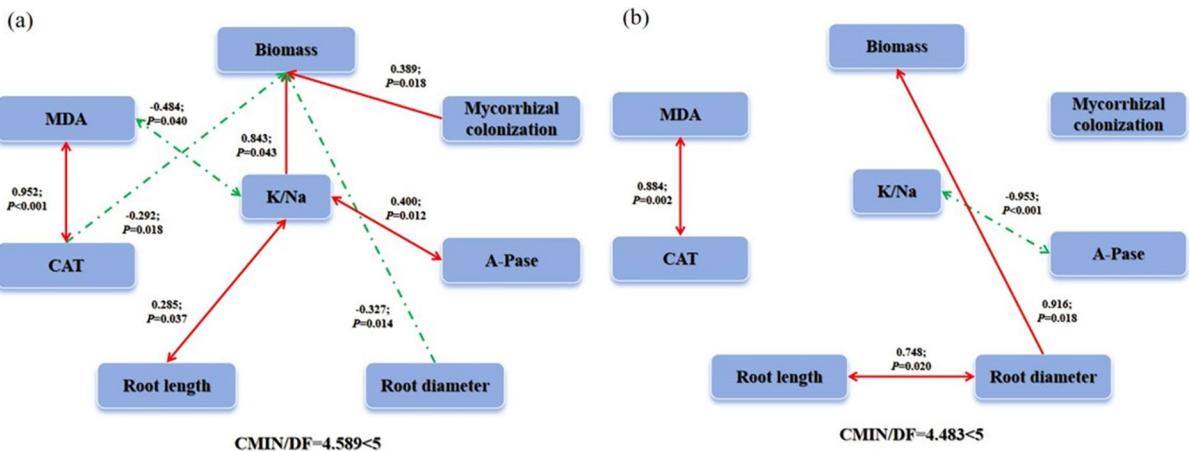 (a)
Biomass
0.389;
P=0.018
MDA
-0.484;
P=0.040
Mycorrhizal
colonization
0.843;
P=0.043
0.952;
P<0.001
K/Na
0.400;
P=0.012
-0.292;
P=0.018
CAT
A-Pase
0.285;
P=0.037
-0.327;
P=0.014
Root length
Root diameter
CMIN/DF=4.589<5
(b)
Biomass
MDA
Mycorrhizal
colonization
0.884;
P=0.002
K/Na
-0.953;
P<0.001
CAT
A-Pase
0.916;
P=0.018
0.748;
P=0.020
Root length
Root diameter
CMIN/DF=4.483<5